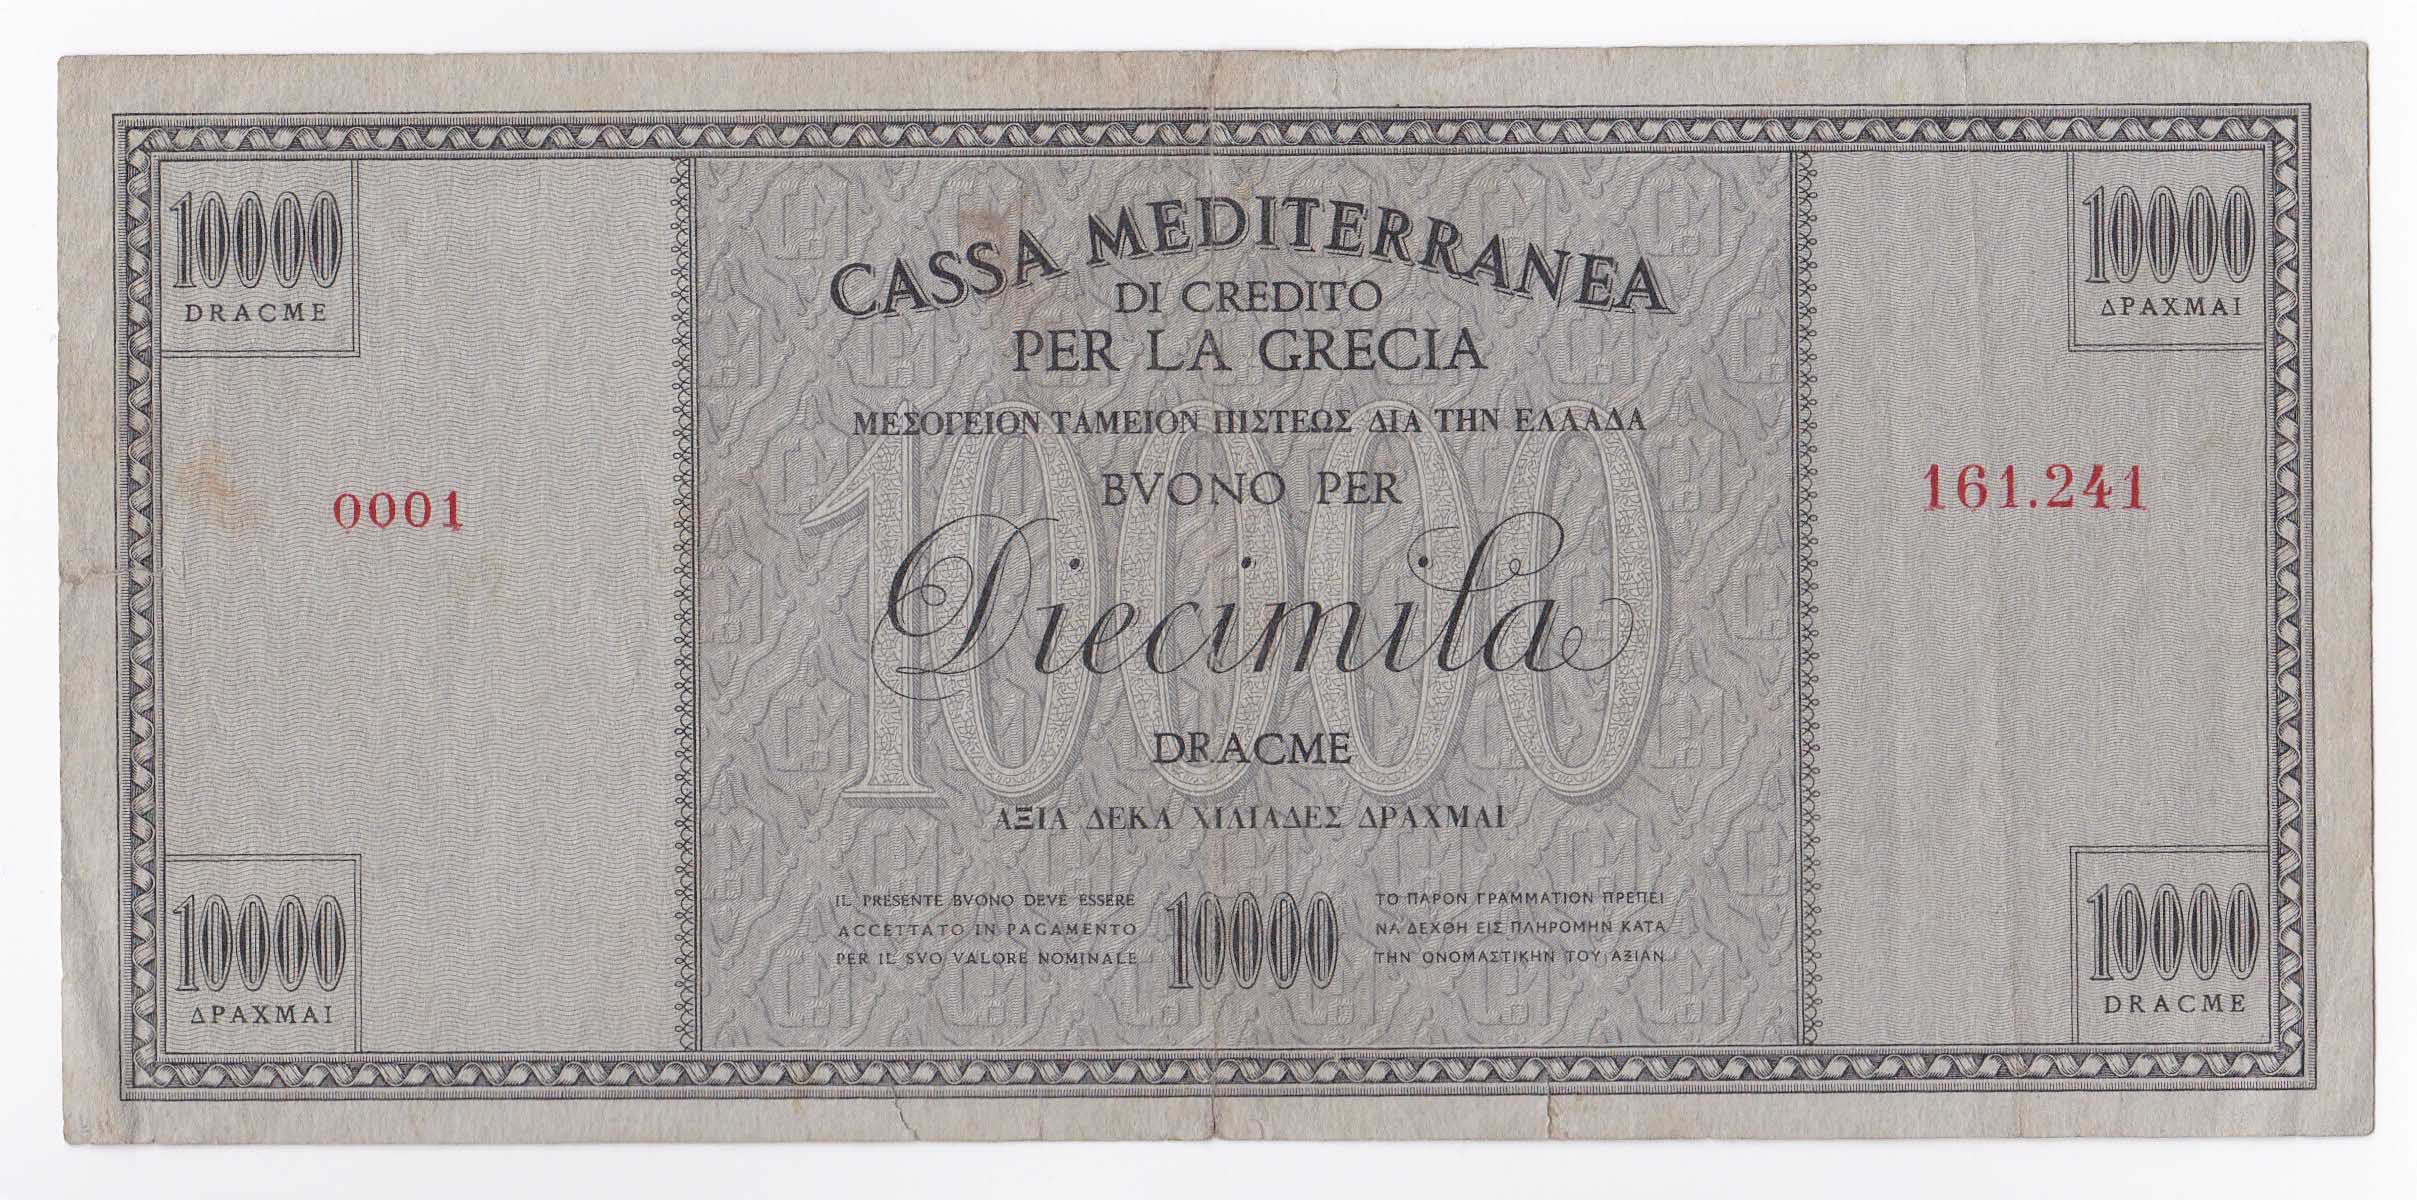 10000
DRACME
10000
ΔΡΑΧΜΑΙ
CASSA MEDITERRANEA
DI CREDITO
PER LA GRECIA
ΜΕΣΟΓΕΙΟΝ ΤΑΜΕΙΟΝ ΠΙΣΤΕΩΣ ΔΙΑ ΤΗΝ ΕΛΛΑΔΑ
BVONO PER
0001
161.241
10000
Diecimila
DRACME
ΑΞΙΑ ΔΕΚΑ ΧΙΛΙΑΔΕΣ ΔΡΑΧΜΑΙ
IL PRESENTE BVONO DEVE ESSERE
ACCETTATO IN PAGAMENTO
PER IL SVO VALORE NOMINALE
10000
ΤΟ ΠΑΡΟΝ ΓΡΑΜΜΑΤΙΟΝ ΠΡΕΠΕΙ
ΝΑ ΔΕΧΘΗ ΕΙΣ ΠΛΗΡΟΜΗΝ ΚΑΤΑ
ΤΗΝ ΟΝΟΜΑΣΤΙΚΗΝ ΤΟΥ ΑΞΙΑΝ
10000
ΔΡΑΧΜΑΙ
10000
DRACME